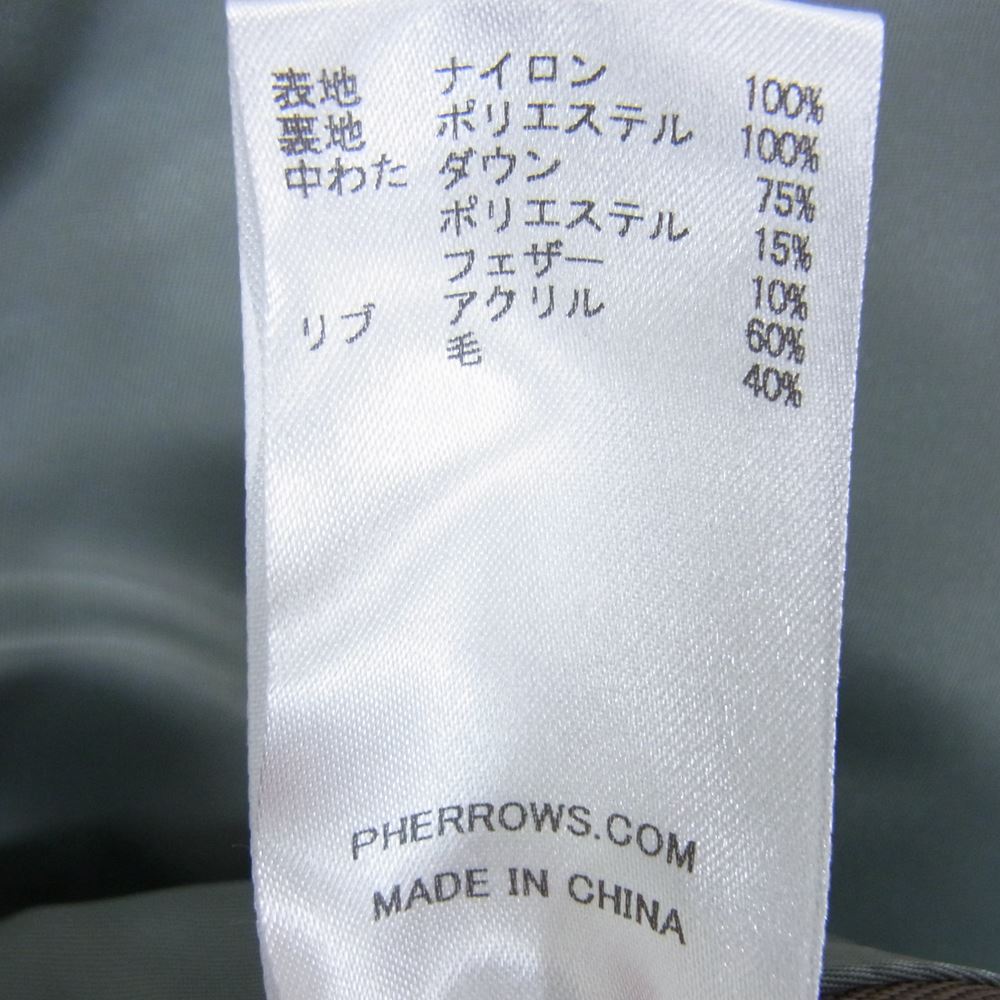 表地 ナイロン 100%
裏地 ポリエステル 100%
中わた ダウン 75%
ポリエステル 15%
フェザー 10%
リブ アクリル 60%
毛 40%
PHERROWS.COM
MADE IN CHINA